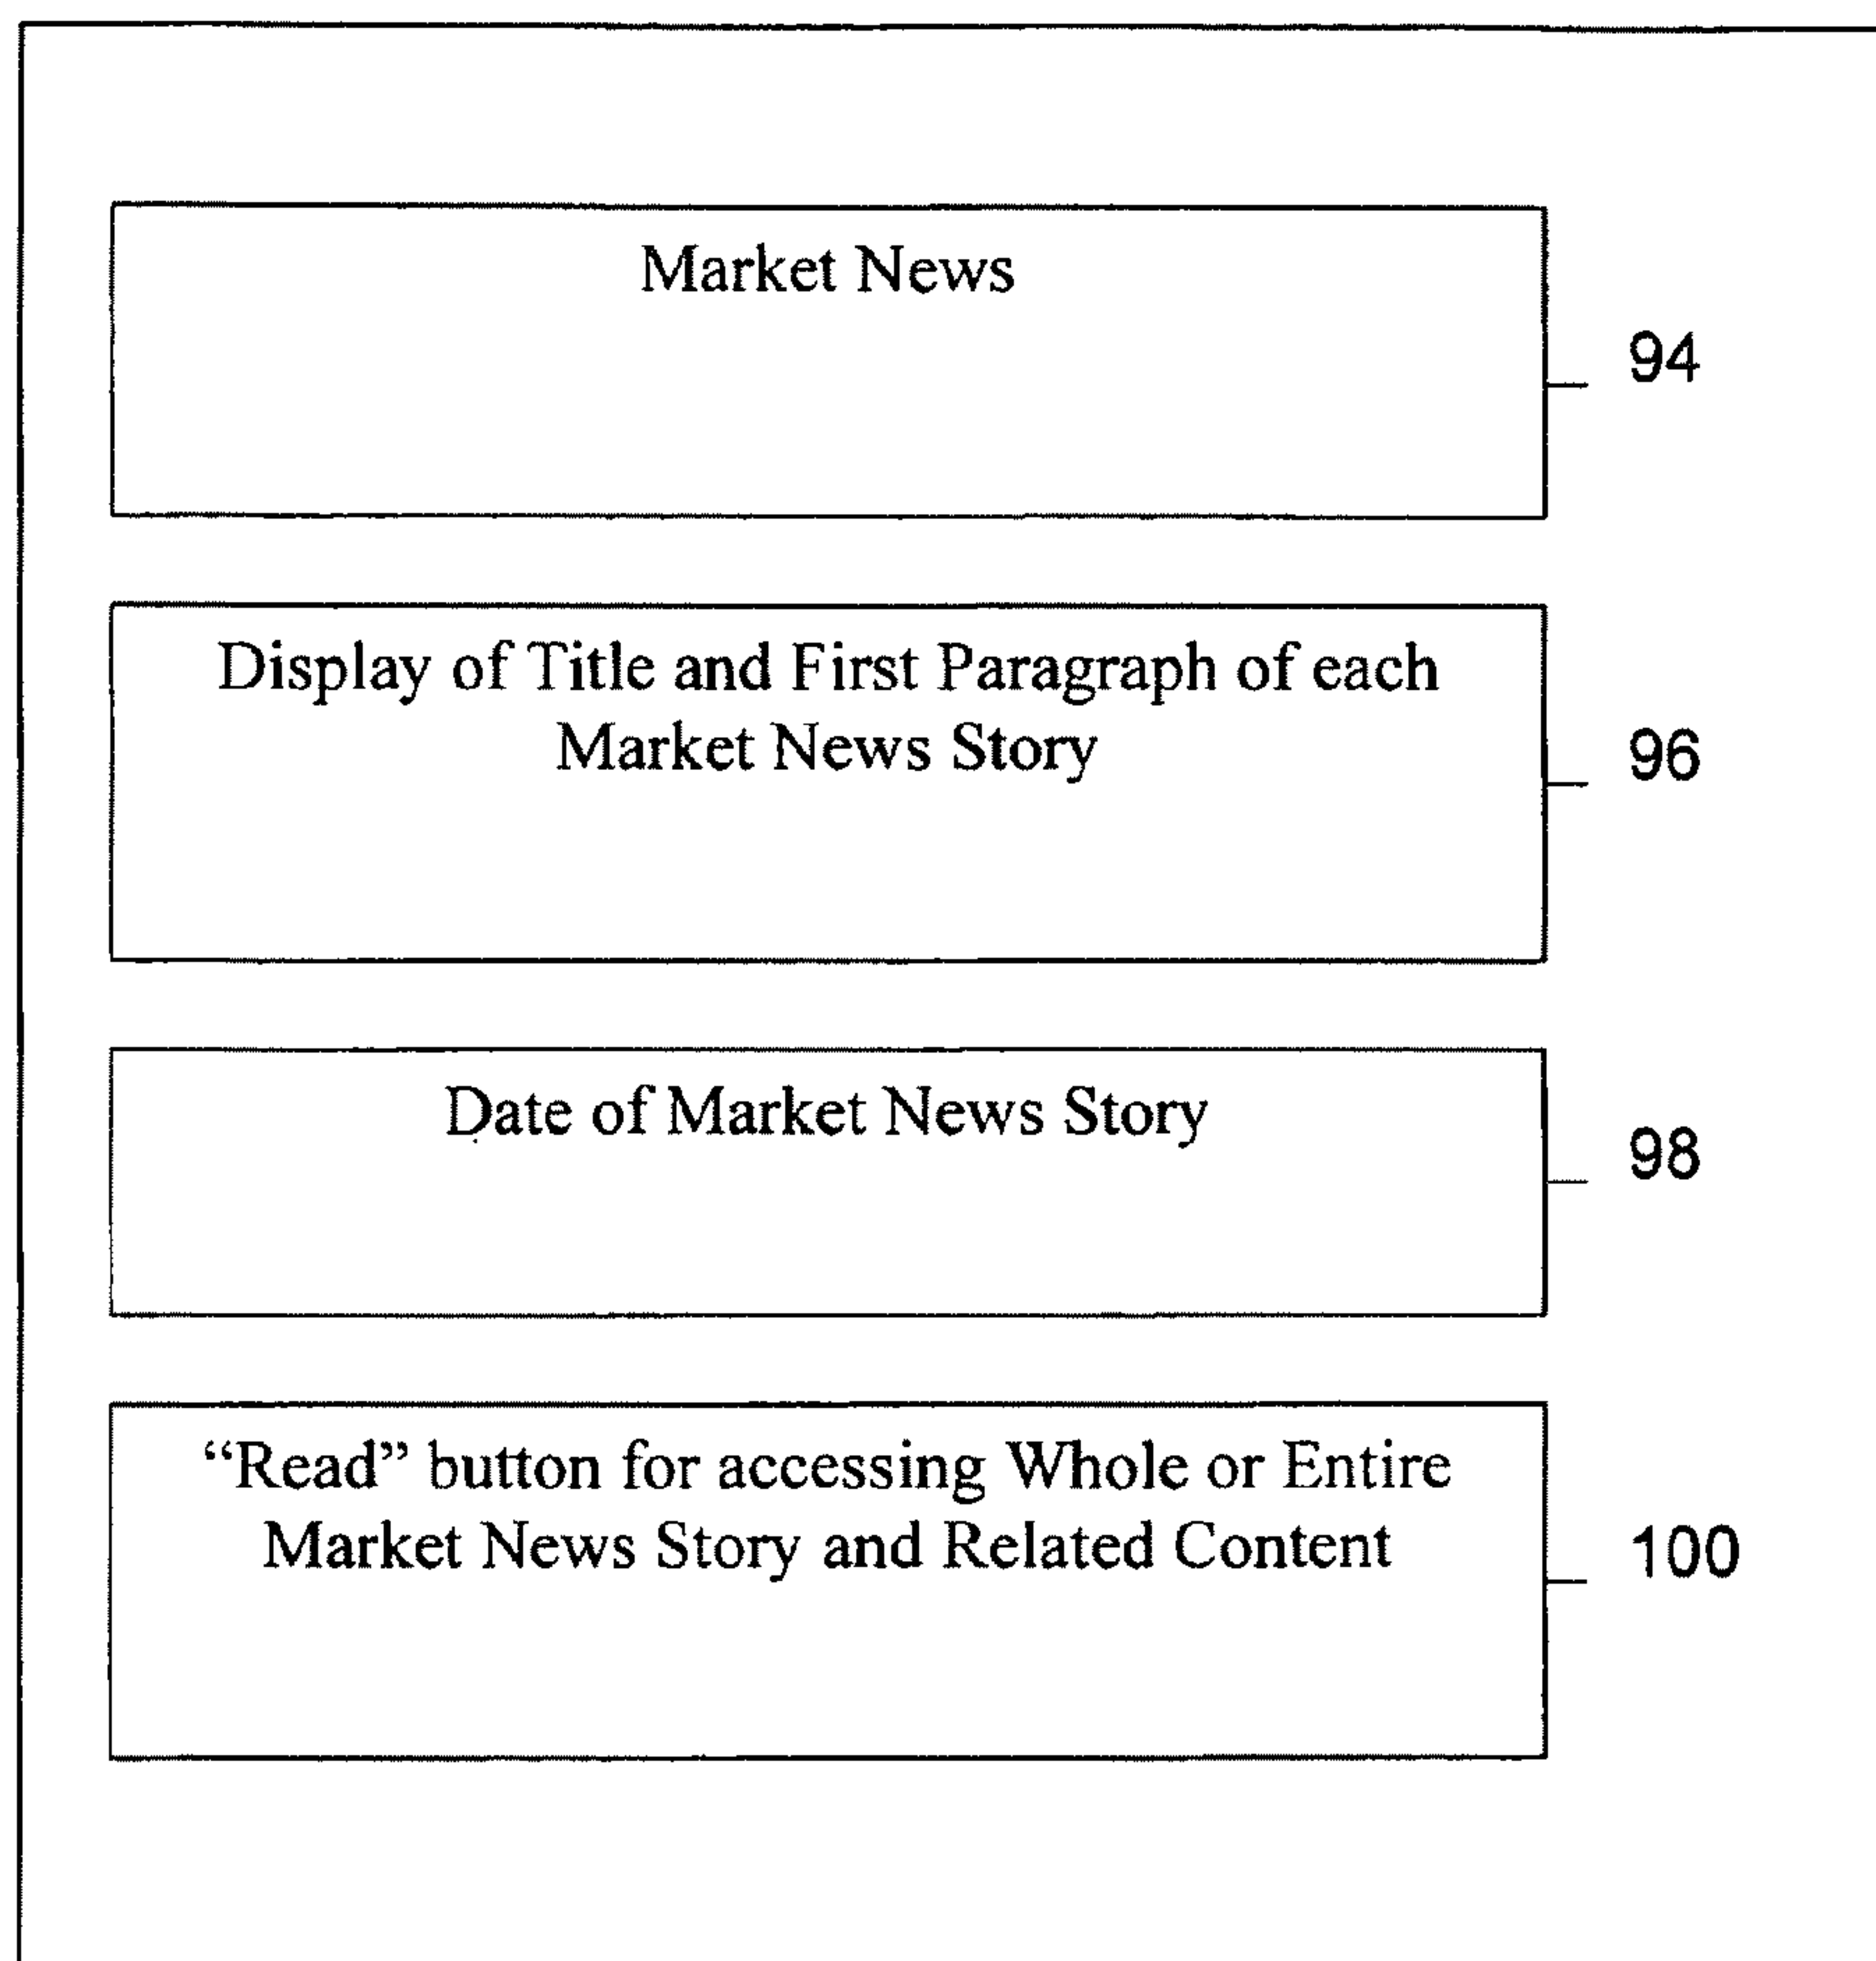 Market News
94
Display of Title and First Paragraph of each
Market News Story
96
Date of Market News Story
98
“Read” button for accessing Whole or Entire
Market News Story and Related Content
100